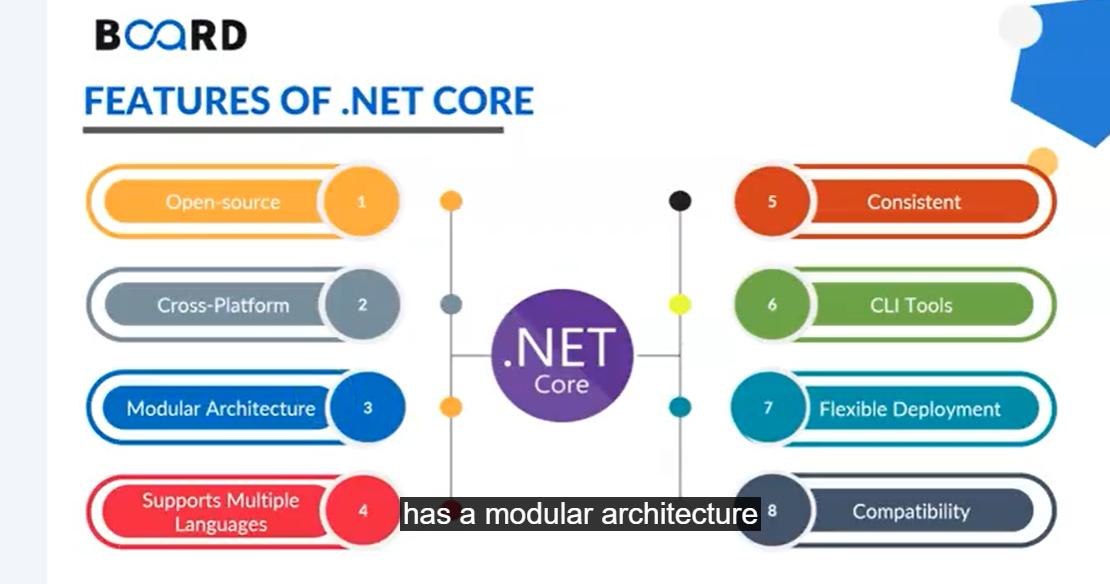 BOARD
FEATURES OF .NET CORE
Open-source
1
Cross-Platform
2
Modular Architecture
3
Supports Multiple
Languages
4
.NET
Core
5
Consistent
6
CLI Tools
7
Flexible Deployment
8
Compatibility
has a modular architecture